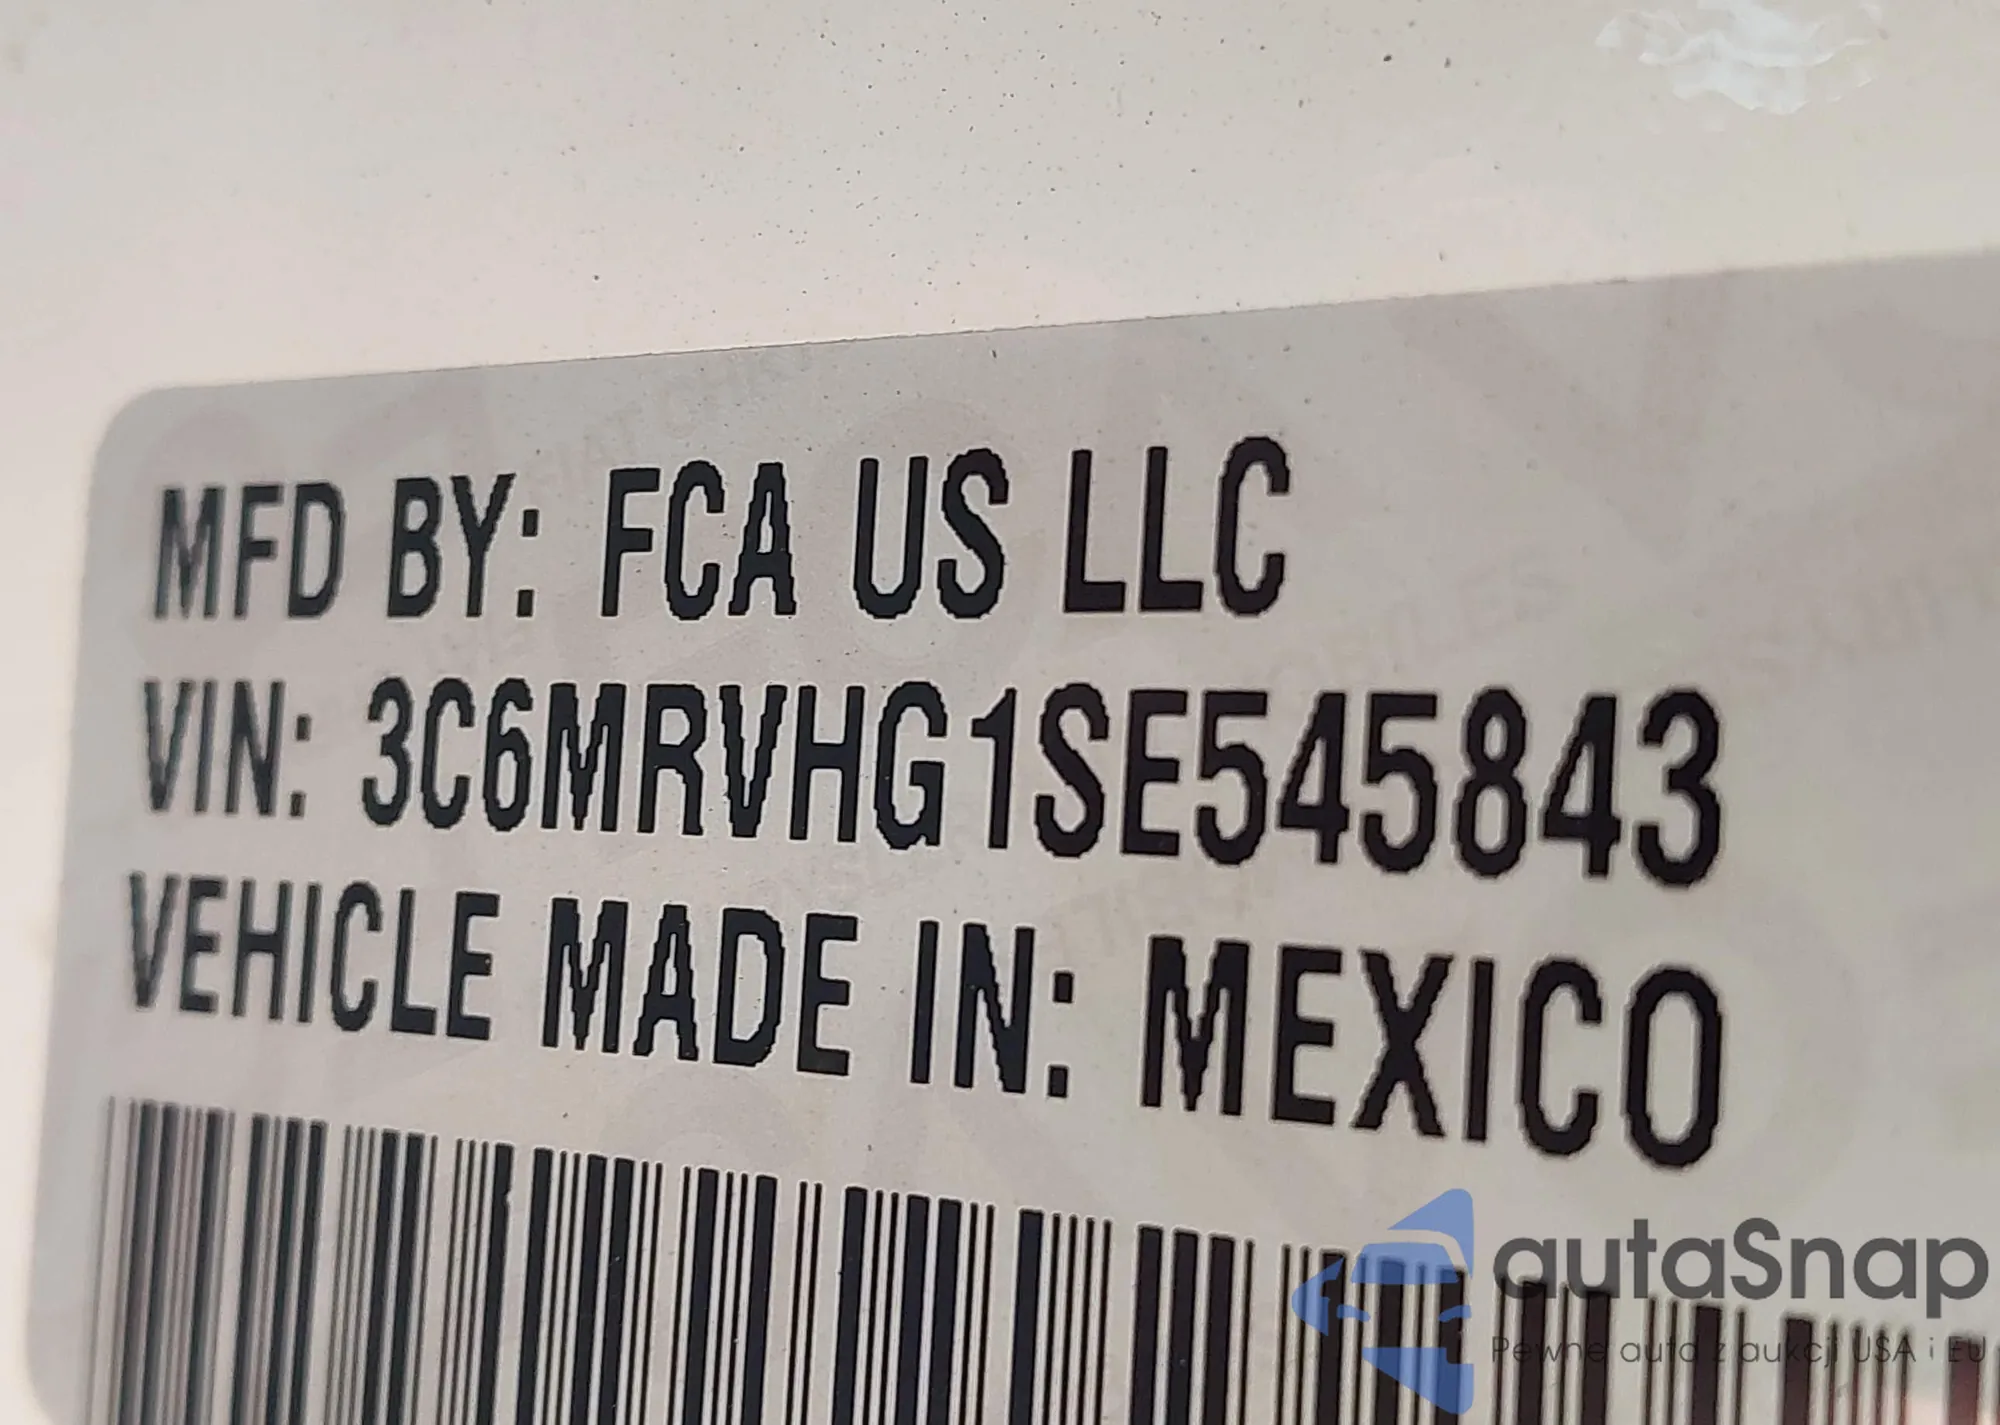 MFD BY: FCA US LLC
VIN: 3C6MRVHG1SE545843
VEHICLE MADE IN: MEXICO
autaSnap
Pewne auta z aukcji USA i EU